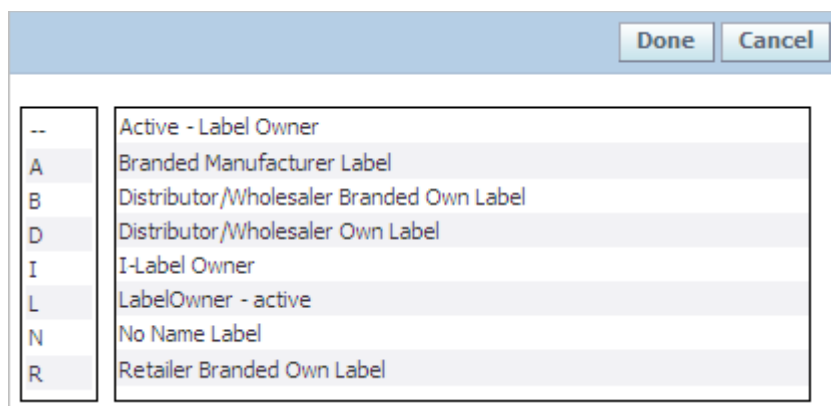 Done Cancel
-- Active - Label Owner
A Branded Manufacturer Label
B Distributor/Wholesaler Branded Own Label
D Distributor/Wholesaler Own Label
I I-Label Owner
L LabelOwner - active
N No Name Label
R Retailer Branded Own Label